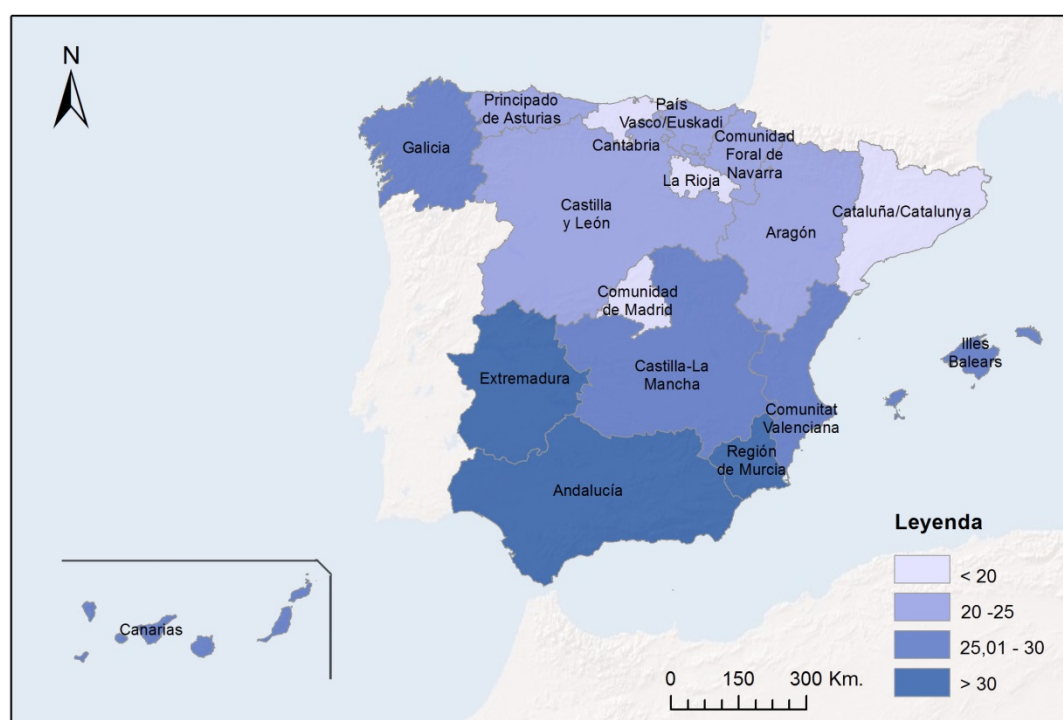 N
Principado
de Asturias
País
Vasco/Euskadi
Cantabria
Comunidad
Foral de
Navarra
Galicia
La Rioja
Castilla
y León
Aragón
Cataluña/Catalunya
Comunidad
de Madrid
Illes
Balears
Extremadura
Castilla-La
Mancha
Comunitat
Valenciana
Región
de Murcia
Andalucía
Canarias
Leyenda
< 20
20 -25
25,01 - 30
> 30
0 150 300 Km.